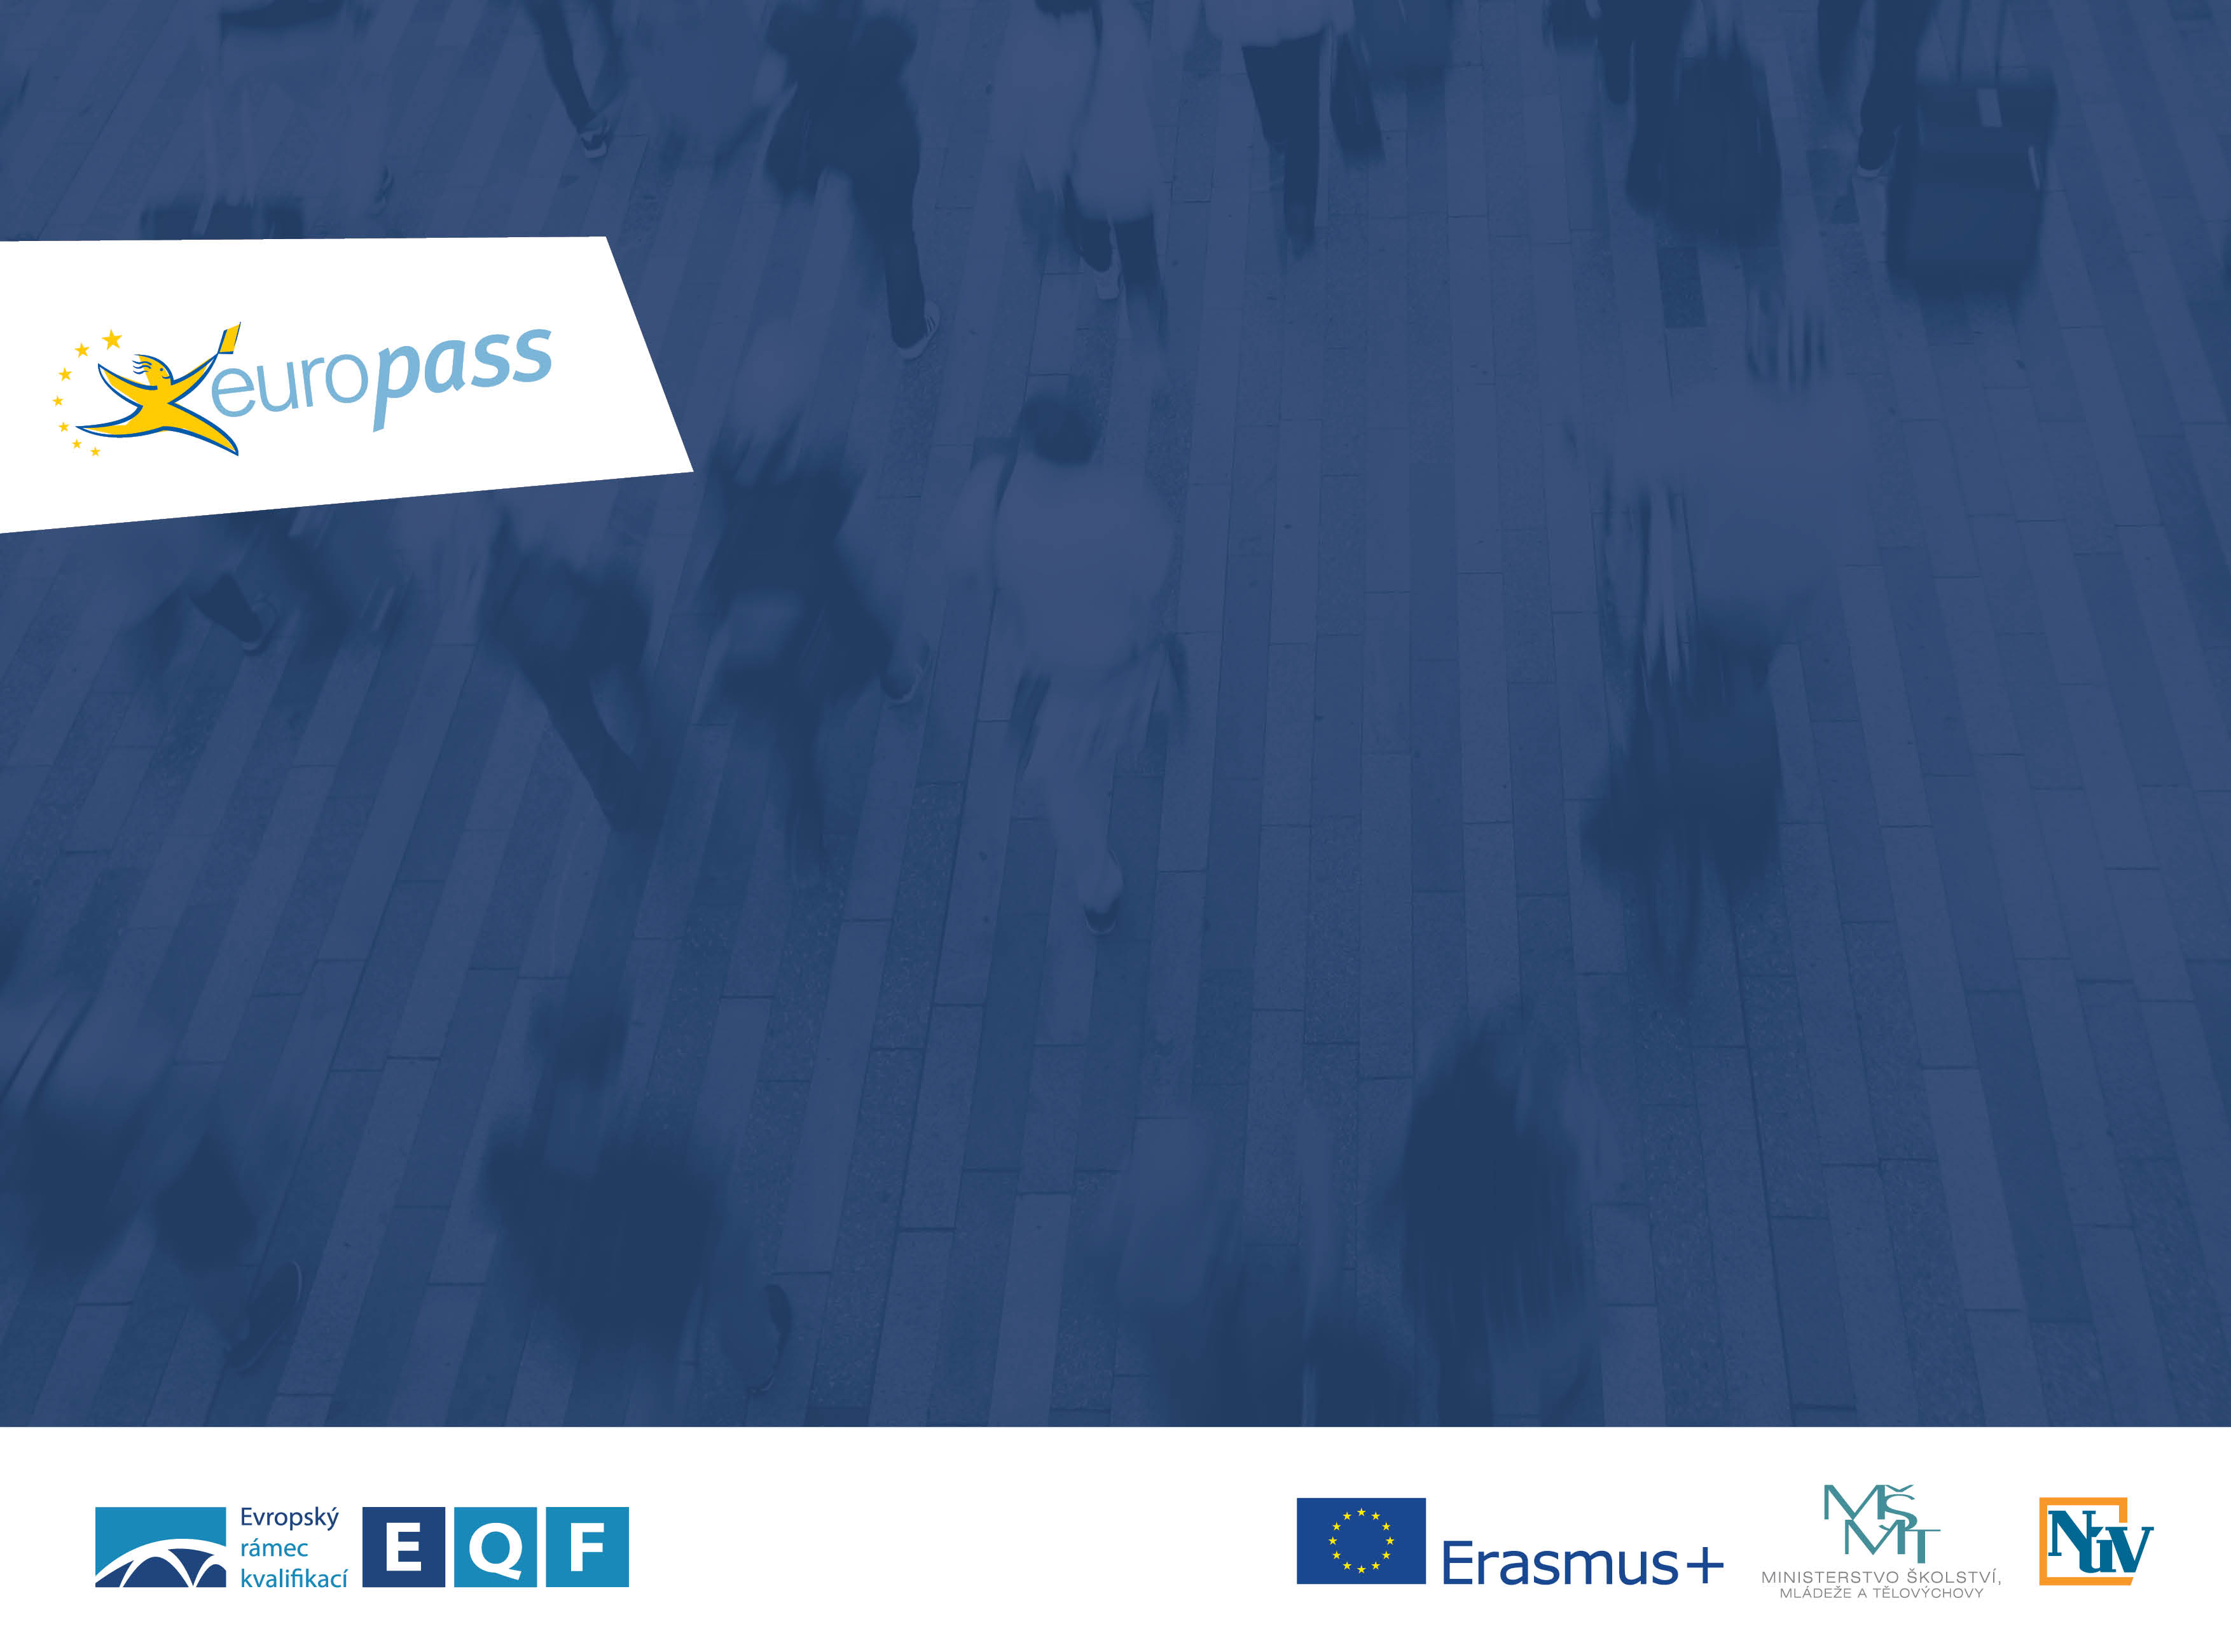 europass
Evropský
rámec
kvalifikací
EQF
Erasmus+
MŠMT
MINISTERSTVO ŠKOLSTVÍ,
MLÁDEŽE A TĚLOVÝCHOVY
NÚV